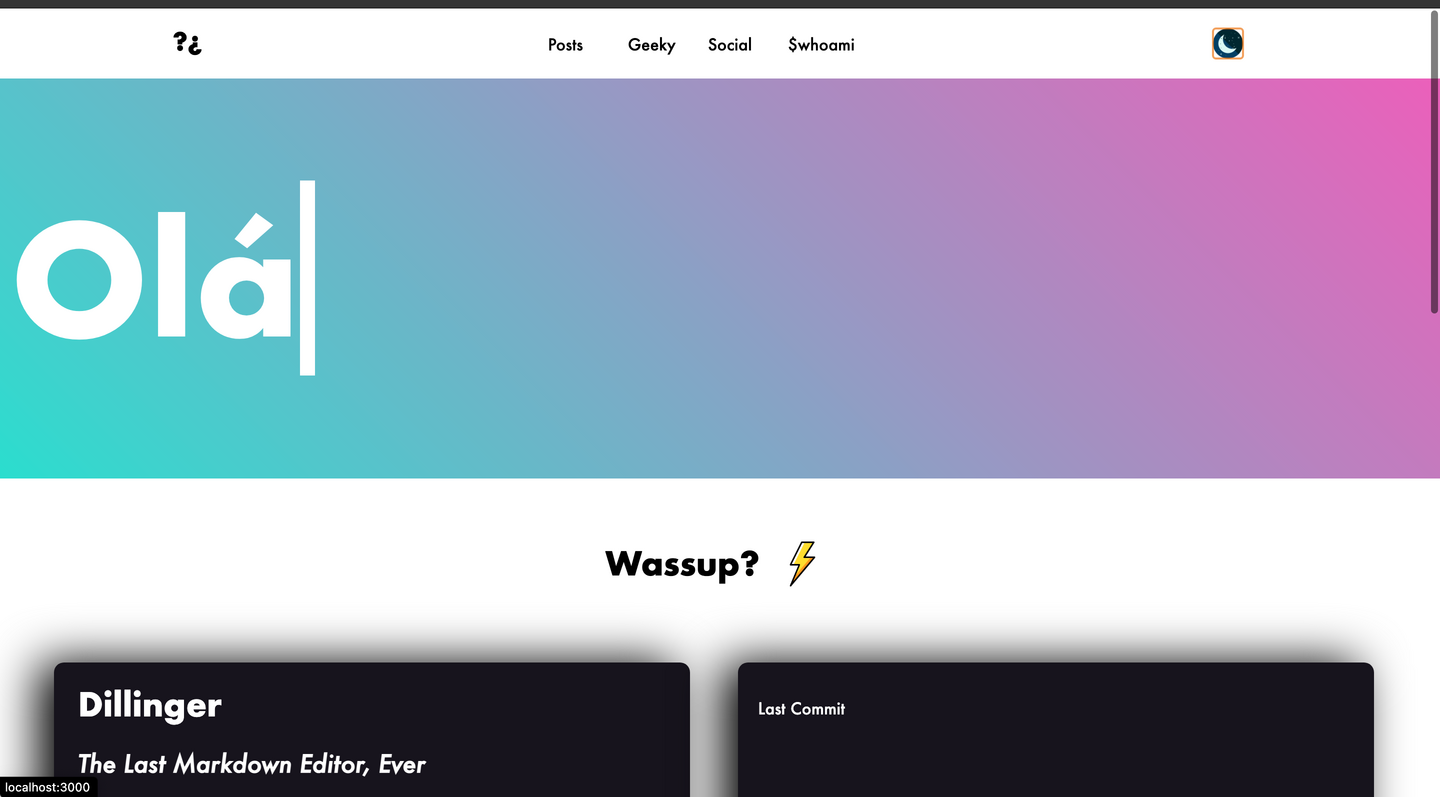 ?¿
Posts Geeky Social $whoami
Olá
Wassup? ⚡
Dillinger
The Last Markdown Editor, Ever
Last Commit
localhost:3000